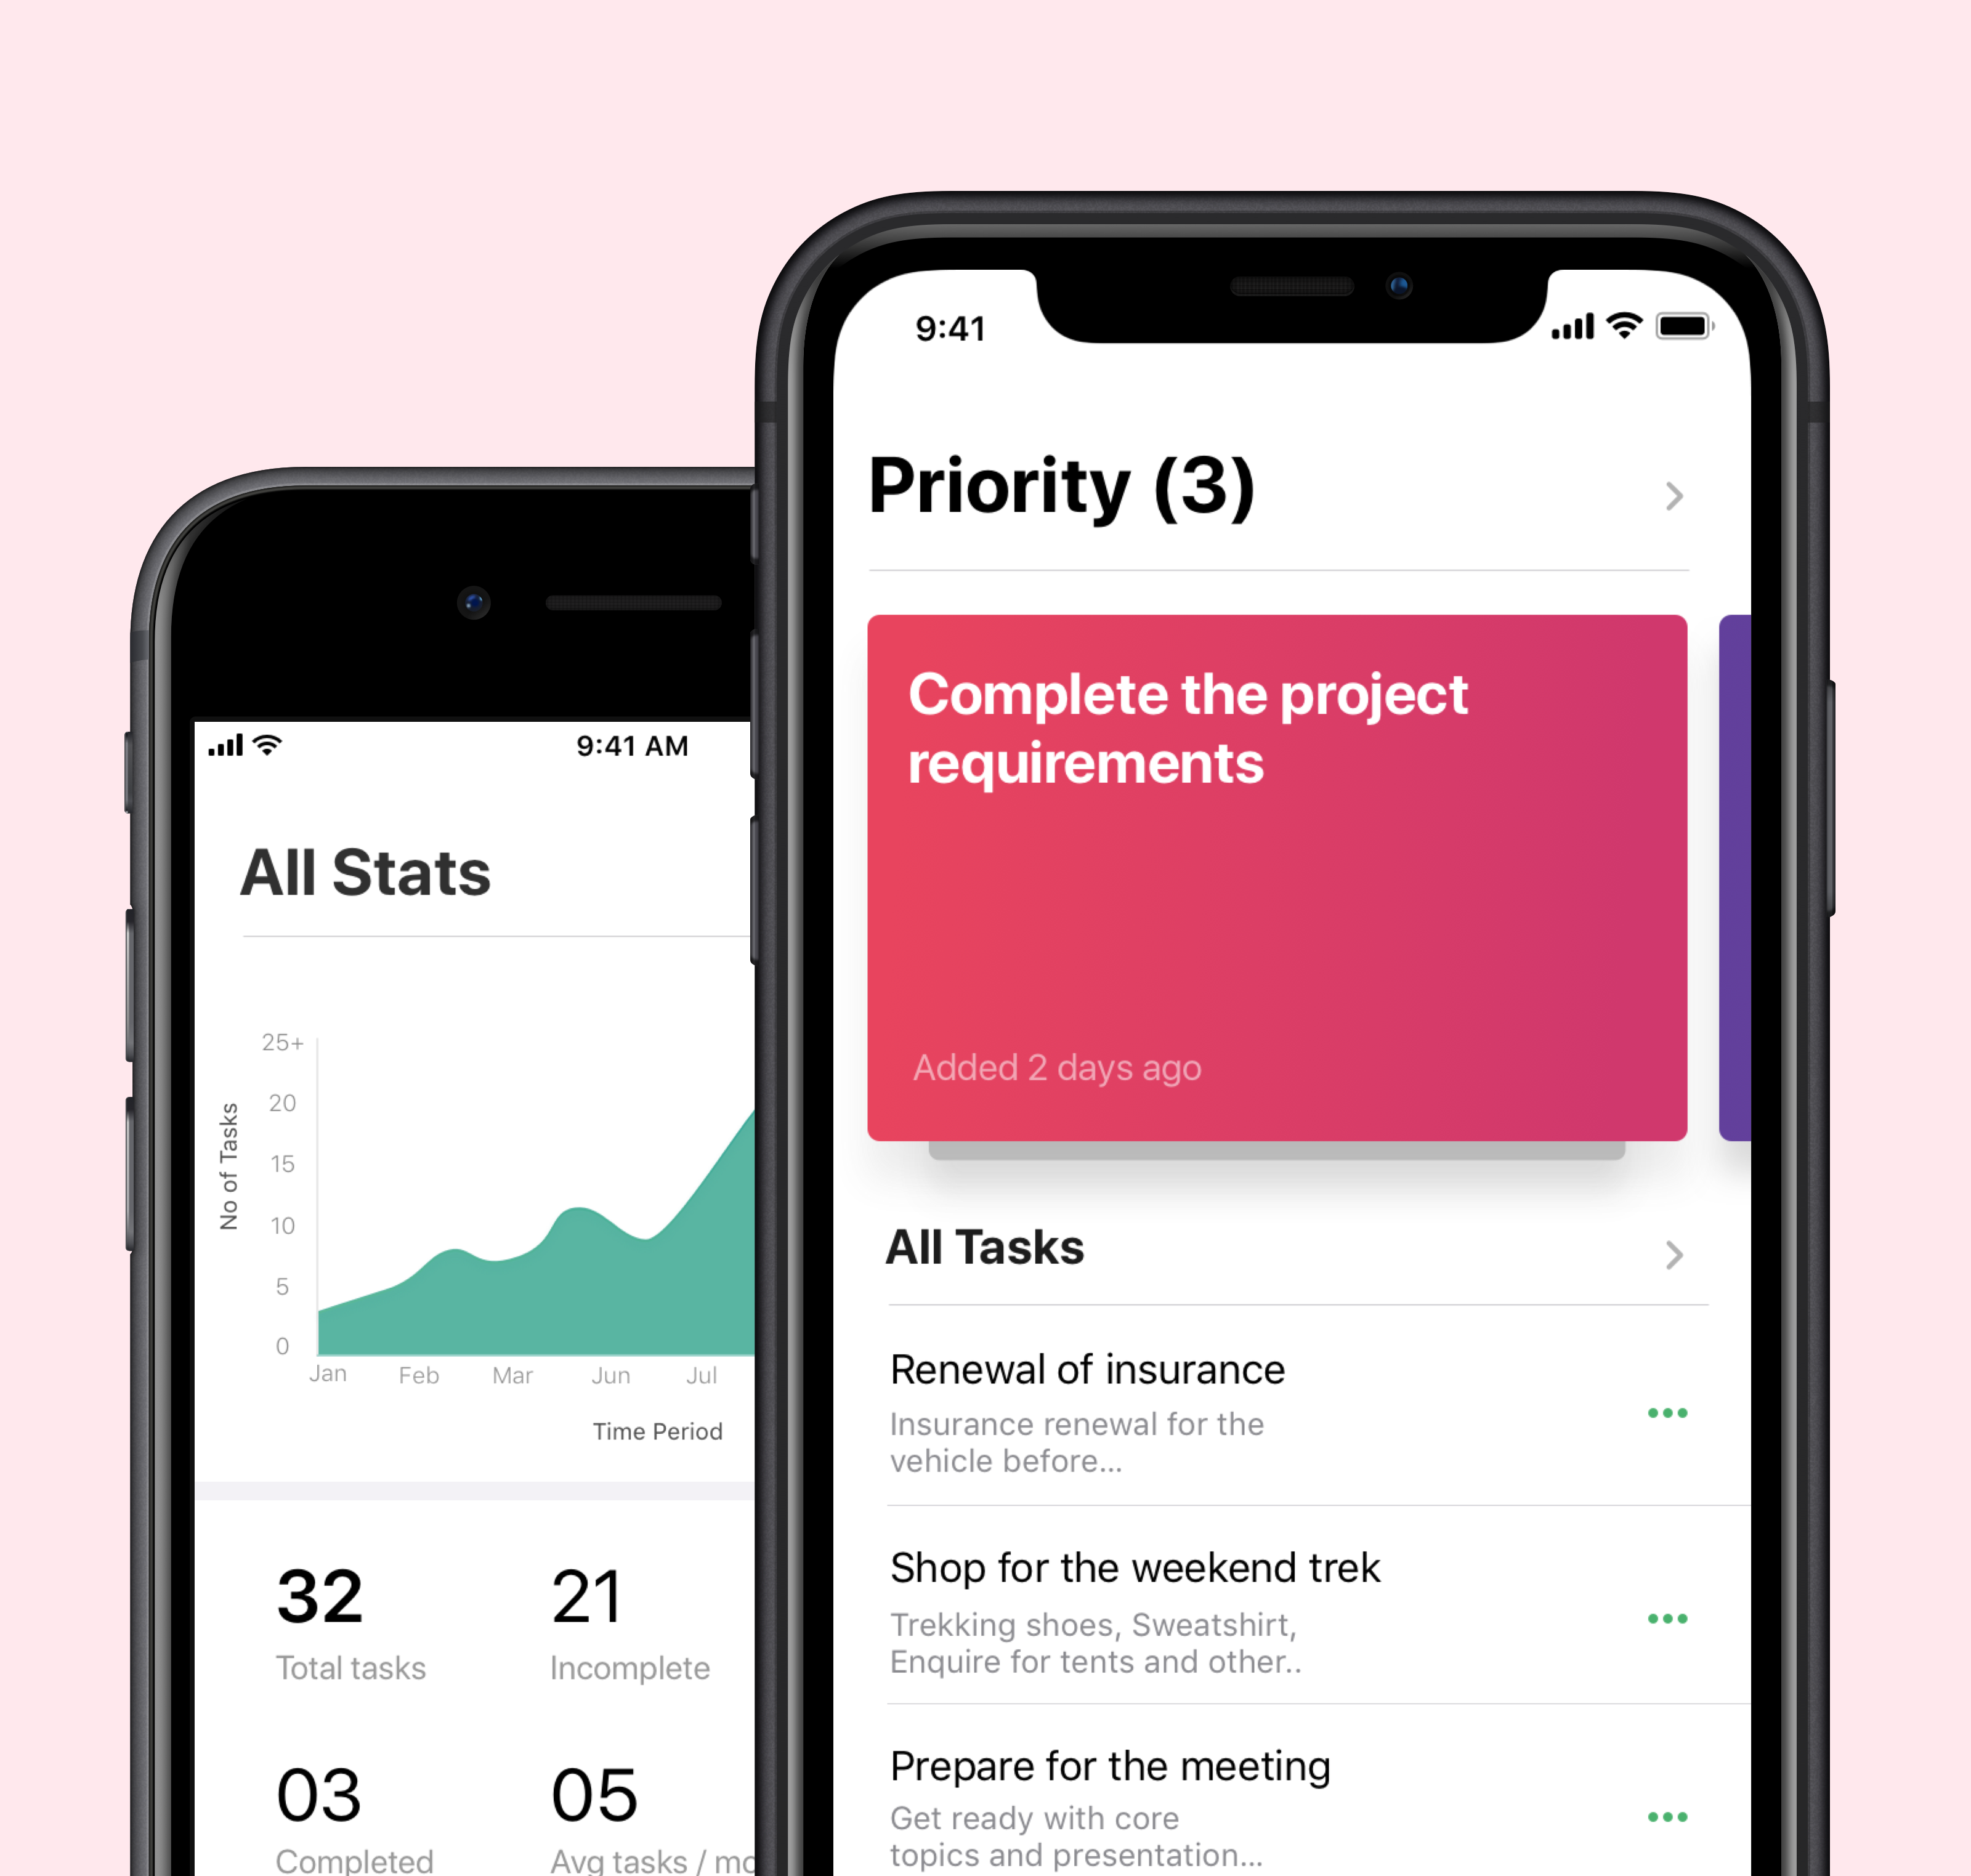 9:41
Priority (3)
Complete the project
requirements
Added 2 days ago
All Tasks
Renewal of insurance
Insurance renewal for the
vehicle before...
Shop for the weekend trek
Trekking shoes, Sweatshirt,
Enquire for tents and other..
Prepare for the meeting
Get ready with core
topics and presentation...
9:41 AM
All Stats
No of Tasks
25+
20
15
10
5
0
Jan Feb Mar Jun Jul
Time Period
32 21
Total tasks Incomplete
03 05
Completed Avg tasks /